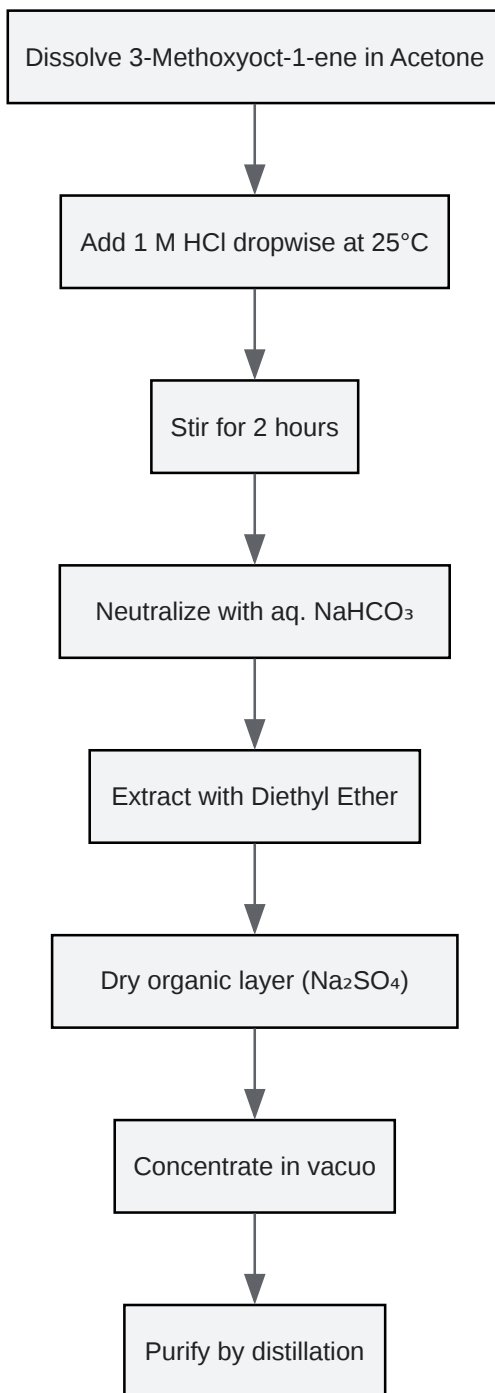 Dissolve 3-Methoxyoct-1-ene in Acetone
Add 1 M HCl dropwise at 25°C
Stir for 2 hours
Neutralize with aq. NaHCO₃
Extract with Diethyl Ether
Dry organic layer (Na₂SO₄)
Concentrate in vacuo
Purify by distillation